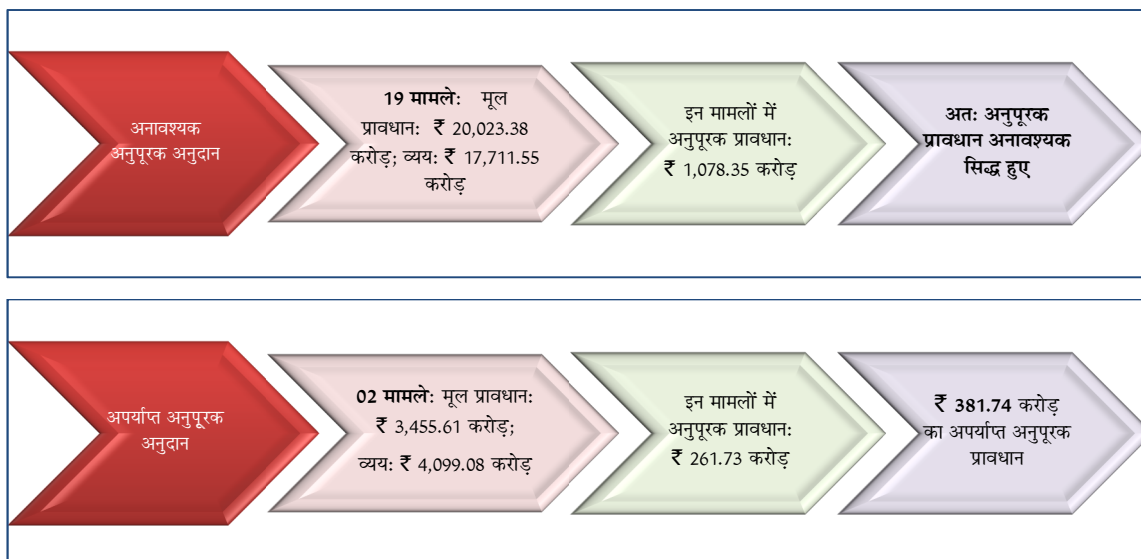 अनावश्यक
अनुपूरक अनुदान
19 मामले: मूल
प्रावधान: ₹ 20,023.38
करोड़; व्यय: ₹ 17,711.55
करोड़
इन मामलों में
अनुपूरक प्रावधान:
₹ 1,078.35 करोड़
अतः अनुपूरक
प्रावधान अनावश्यक
सिद्ध हुए
अपर्याप्त अनुपूरक
अनुदान
02 मामले: मूल प्रावधान:
₹ 3,455.61 करोड़;
व्यय: ₹ 4,099.08 करोड़
इन मामलों में
अनुपूरक प्रावधान:
₹ 261.73 करोड़
₹ 381.74 करोड़
का अपर्याप्त अनुपूरक
प्रावधान